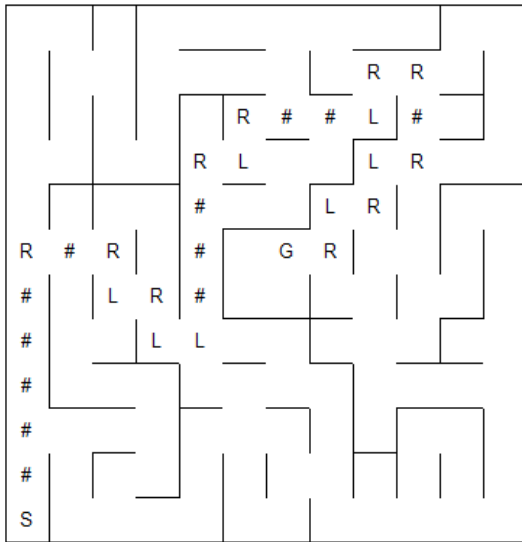 R R
R # # L #
R L L R
# L R
R # R # G R
# L R #
# L L
#
#
#
S